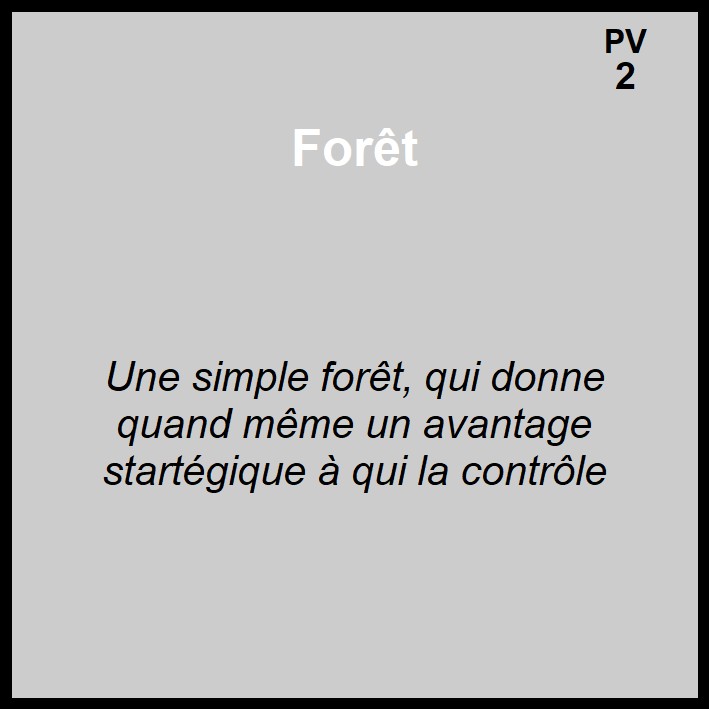 PV
2
Forêt
Une simple forêt, qui donne
quand même un avantage
startégique à qui la contrôle